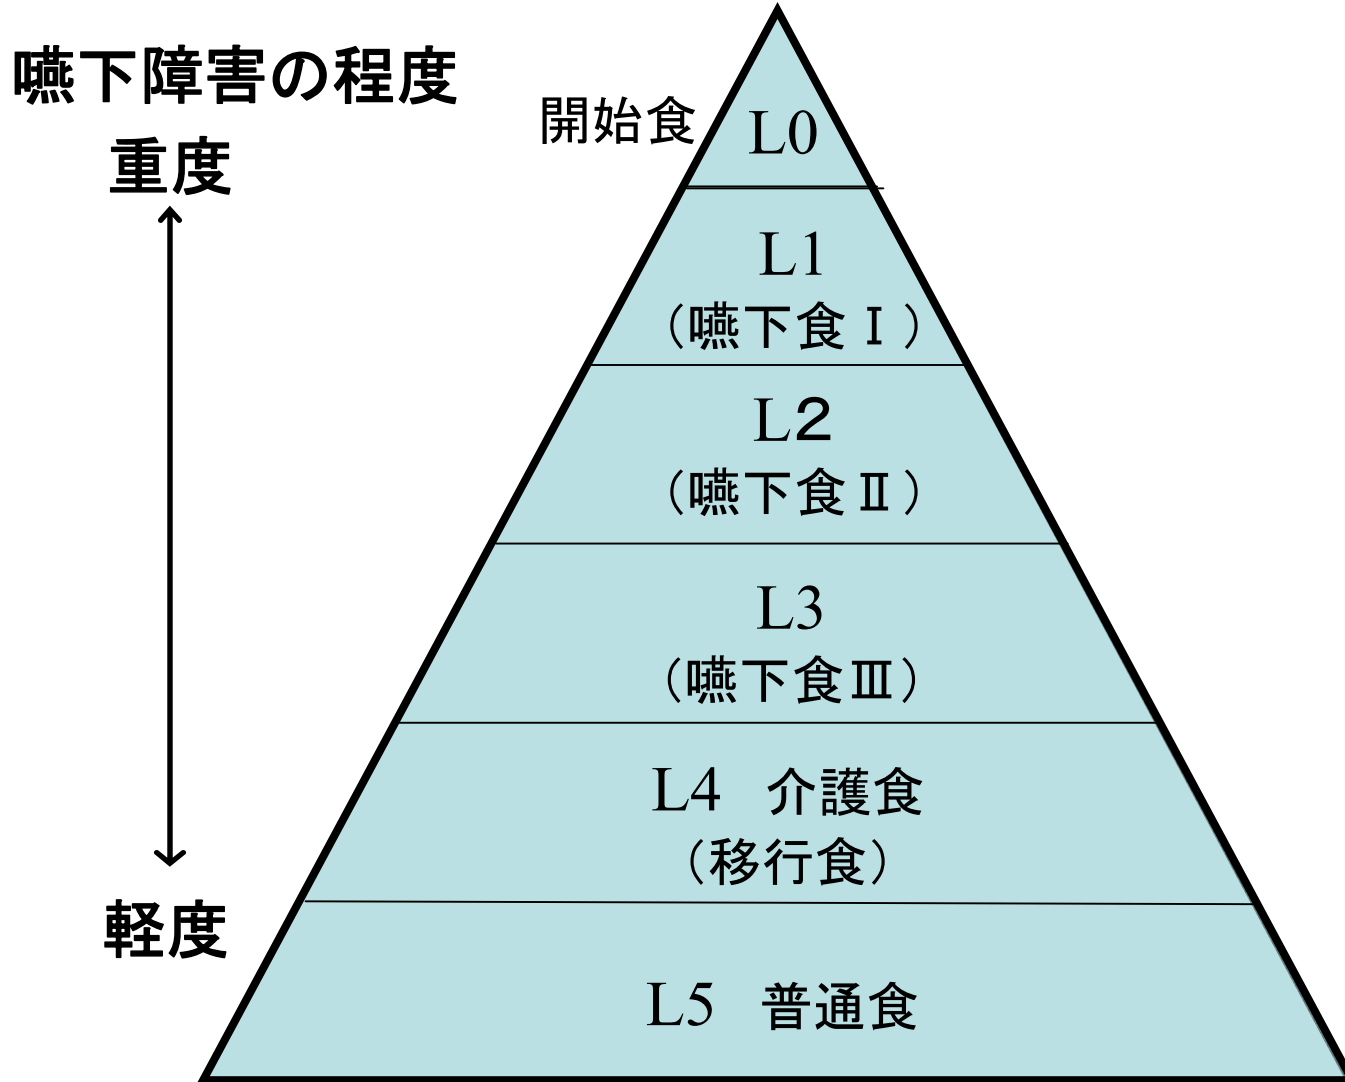 嚥下障害の程度
重度
軽度
開始食
L0
L1
（嚥下食Ⅰ）
L２
（嚥下食Ⅱ）
L3
（嚥下食Ⅲ）
L4 介護食
（移行食）
L5 普通食